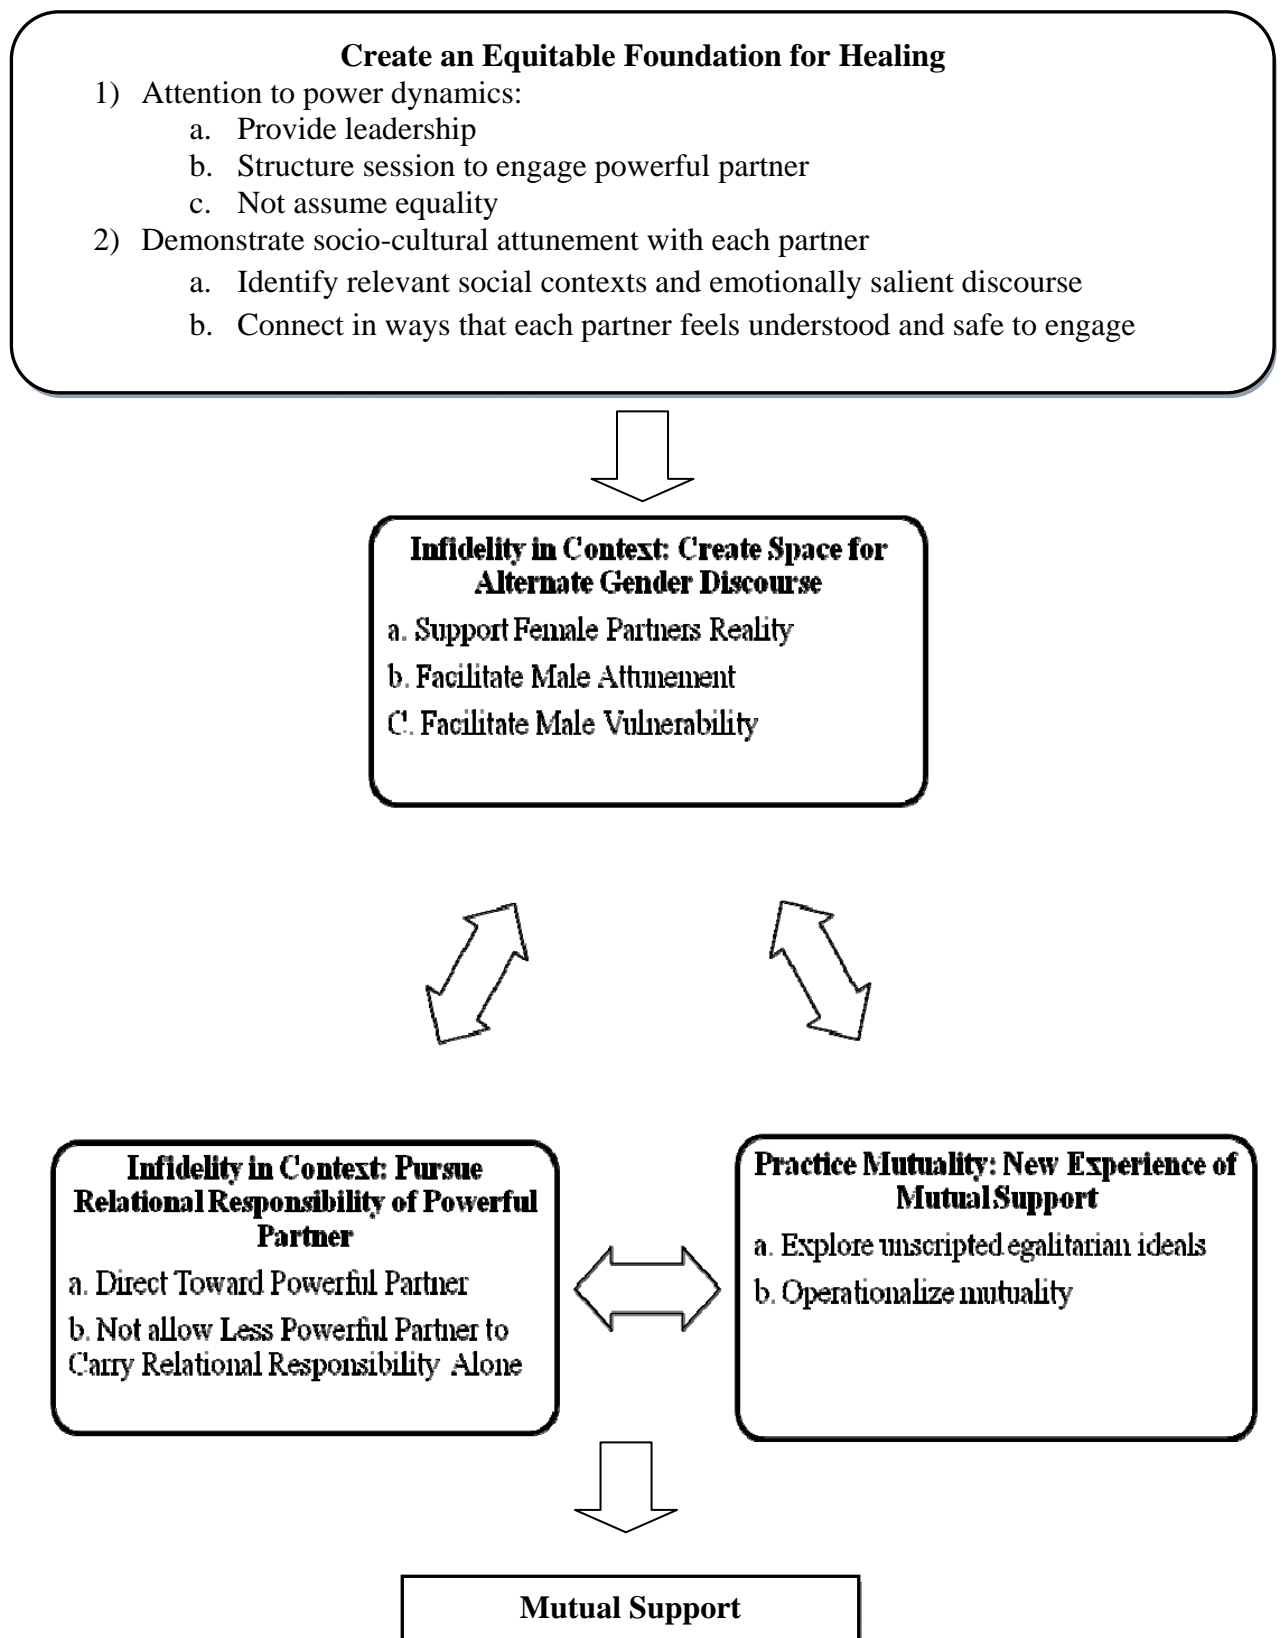 Create an Equitable Foundation for Healing
1) Attention to power dynamics:
a. Provide leadership
b. Structure session to engage powerful partner
c. Not assume equality
2) Demonstrate socio-cultural attunement with each partner
a. Identify relevant social contexts and emotionally salient discourse
b. Connect in ways that each partner feels understood and safe to engage
Infidelity in Context: Create Space for
Alternate Gender Discourse
a. Support Female Partners Reality
b. Facilitate Male Attunement
C. Facilitate Male Vulnerability
Infidelity in Context: Pursue
Relational Responsibility of Powerful
Partner
a. Direct Toward Powerful Partner
b. Not allow Less Powerful Partner to
Carry Relational Responsibility Alone
Practice Mutuality: New Experience of
Mutual Support
a. Explore unscripted egalitarian ideals
b. Operationalize mutuality
Mutual Support